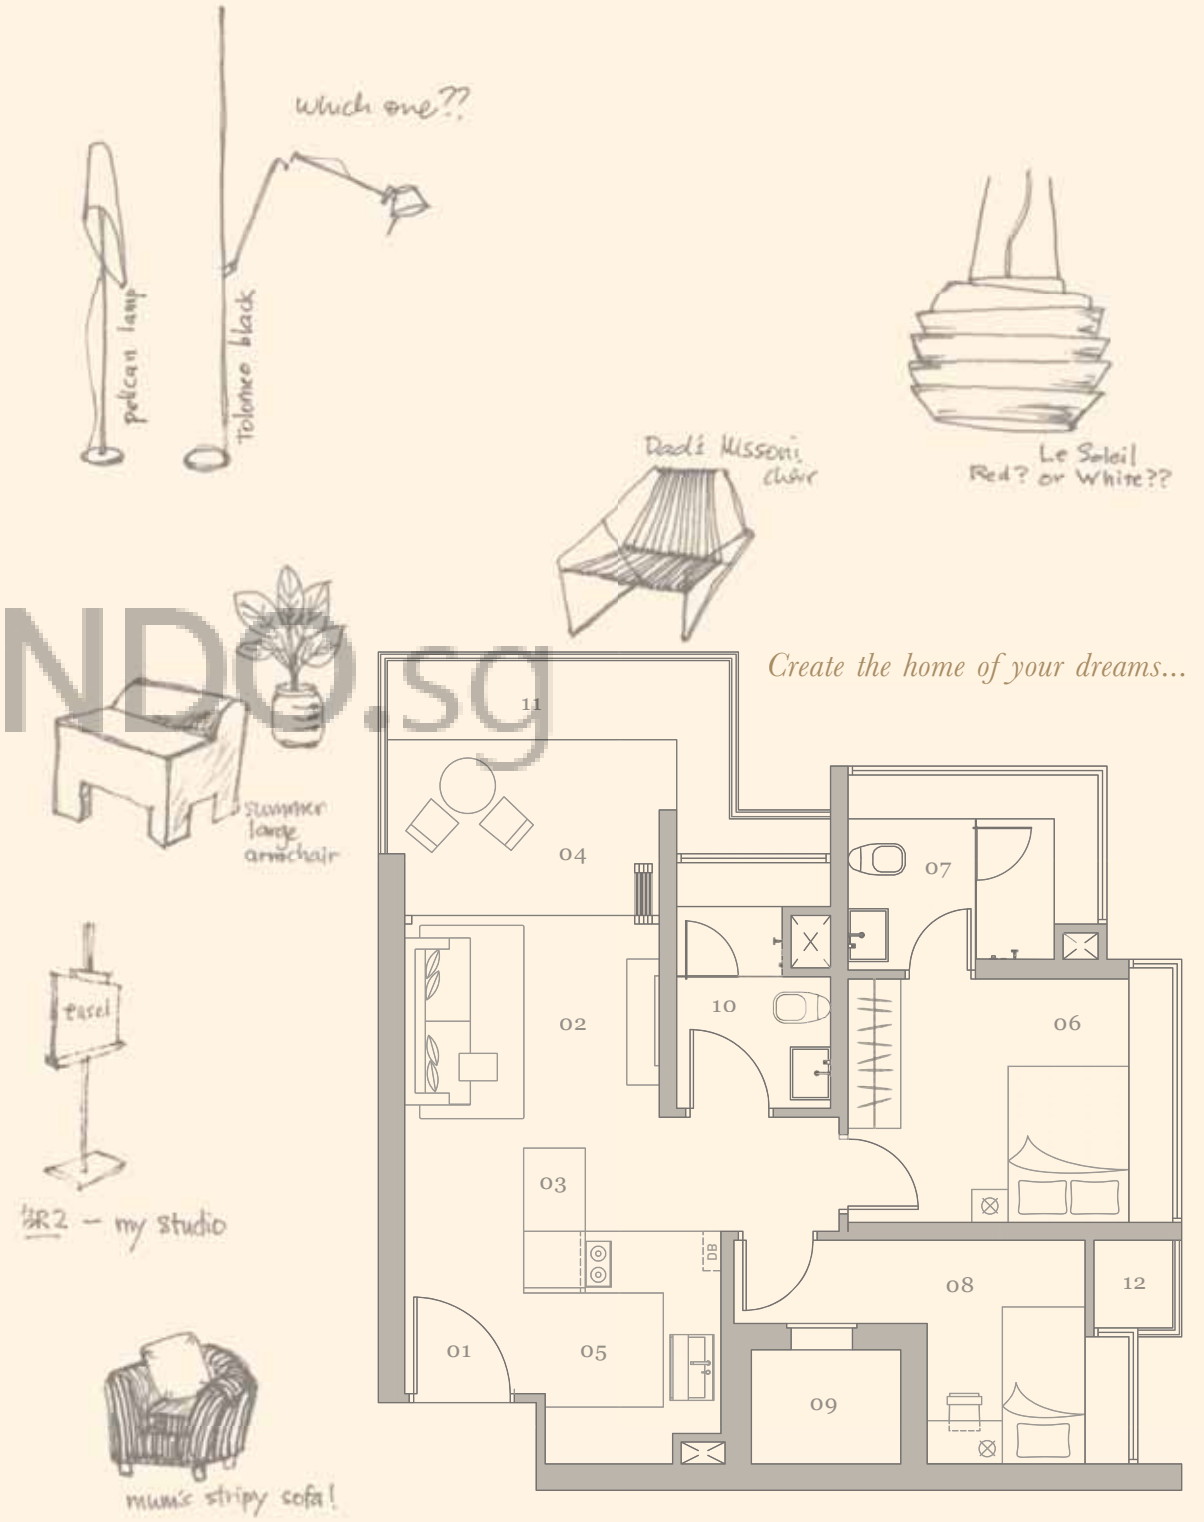 which one??
pelican lamp
Tolomeo black
Le Soleil
Red? or White??
Dad's Missoni
chair
NDO.sg
Create the home of your dreams...
summer
large
armchair
easel
BR2 - my studio
mum's stripy sofa!
11
04
07
02
10
06
03
DB
08
12
01
05
09